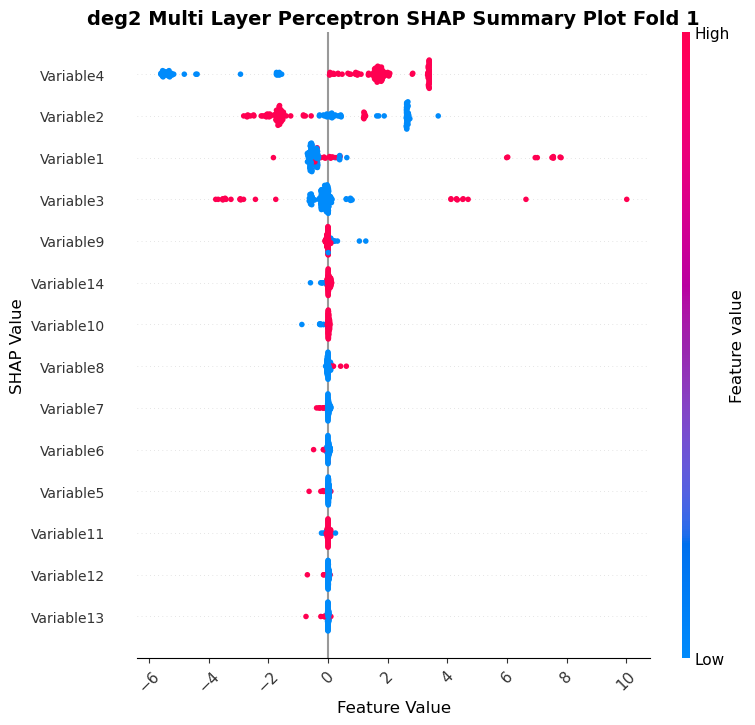 deg2 Multi Layer Perceptron SHAP Summary Plot Fold 1
High
Variable4
Variable2
Variable1
Variable3
Variable9
Variable14
Variable10
Variable8
Variable7
Variable6
Variable5
Variable11
Variable12
Variable13
SHAP Value
Feature value
Low
−6
−4
−2
0
2
4
6
8
10
Feature Value